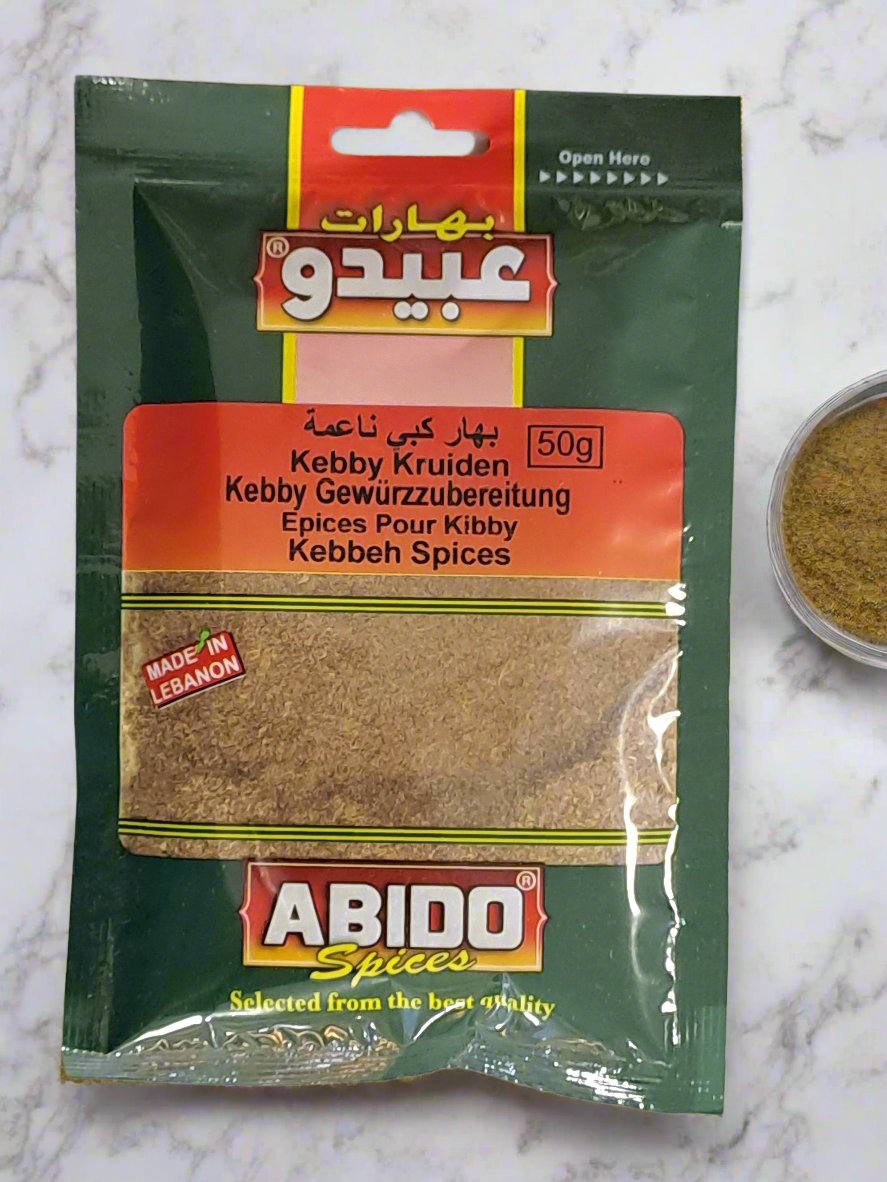 Open Here
بهارات
عبيدو®
بهار كبي ناعمة
50g
Kebby Kruiden
Kebby Gewürzzubereitung
Epices Pour Kibby
Kebbeh Spices
MADE IN
LEBANON
ABIDO®
Spices
Selected from the best quality